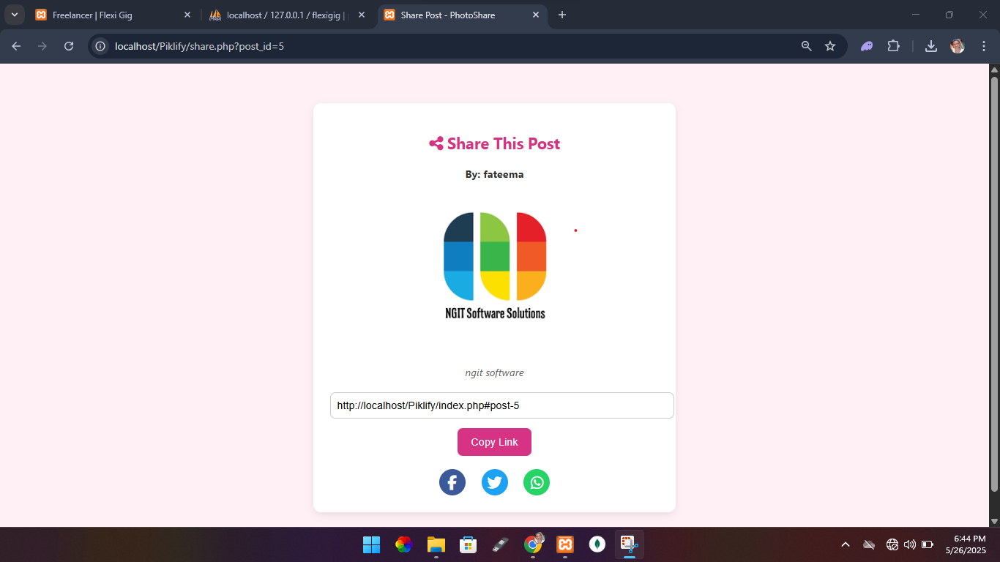 Freelancer | Flexi Gig
localhost / 127.0.0.1 / flexigig |
Share Post - PhotoShare
localhost/Piklify/share.php?post_id=5
Share This Post
By: fateema
NGIT Software Solutions
ngit software
http://localhost/Piklify/index.php#post-5
Copy Link
6:44 PM
5/26/2025